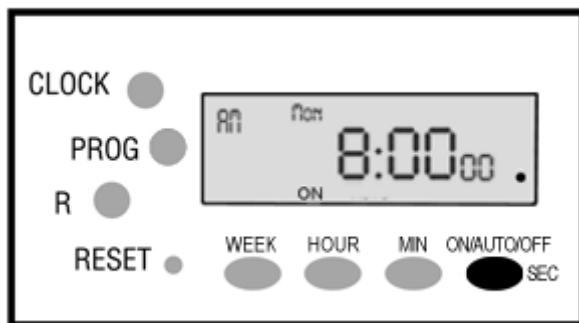 CLOCK
PROG
R
RESET
AM MON
8:00 00
ON
WEEK HOUR MIN ON/AUTO/OFF
SEC